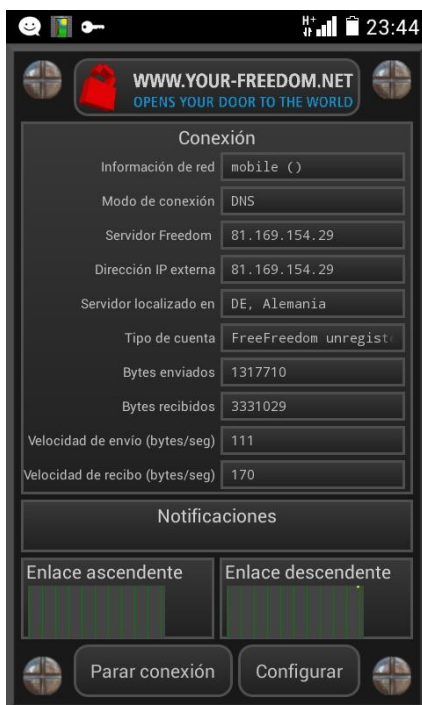 H+ 23:44
WWW.YOUR-FREEDOM.NET
OPENS YOUR DOOR TO THE WORLD
Conexión
Información de red mobile ()
Modo de conexión DNS
Servidor Freedom 81.169.154.29
Dirección IP externa 81.169.154.29
Servidor localizado en DE, Alemania
Tipo de cuenta FreeFreedom unregist
Bytes enviados 1317710
Bytes recibidos 3331029
Velocidad de envío (bytes/seg) 111
Velocidad de recibo (bytes/seg) 170
Notificaciones
Enlace ascendente Enlace descendente
Parar conexión Configurar